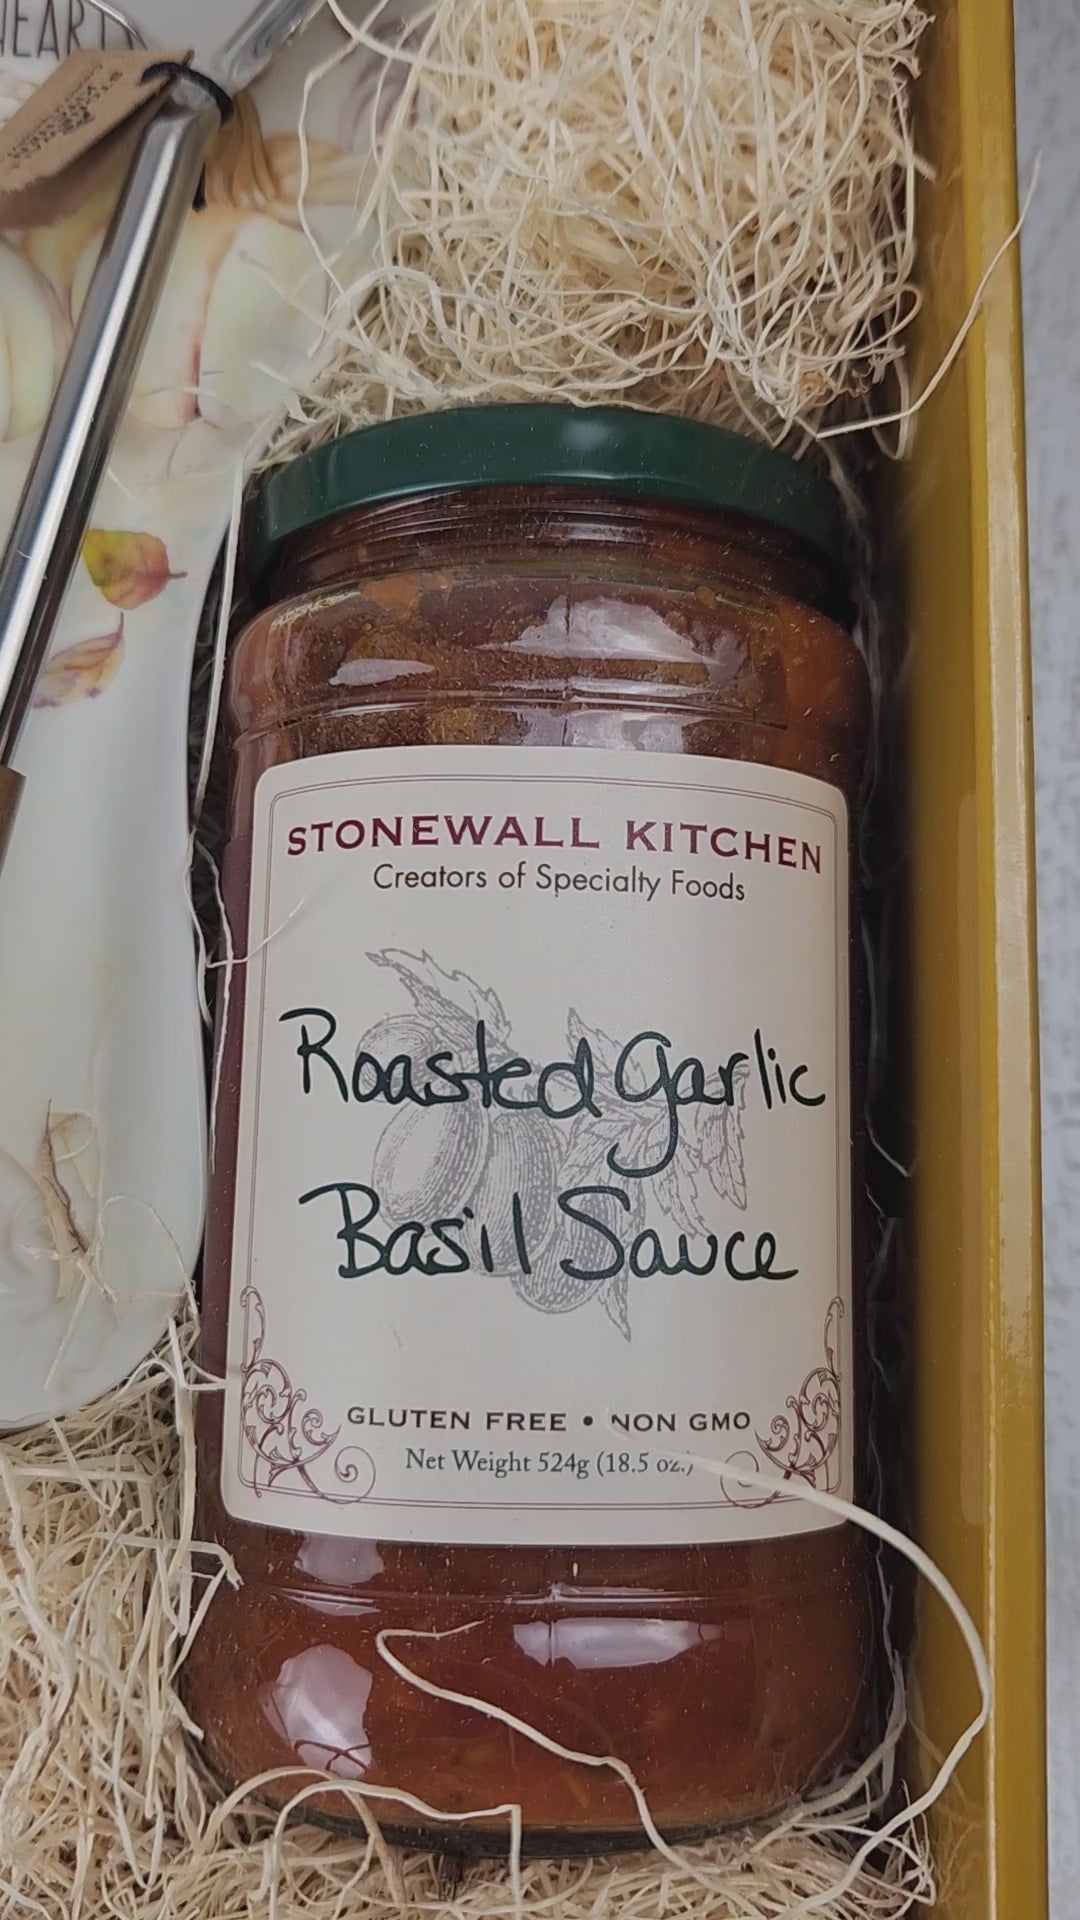 HEART
STONEWALL KITCHEN
Creators of Specialty Foods
Roasted Garlic
Basil Sauce
GLUTEN FREE • NON GMO
Net Weight 524g (18.5 oz.)